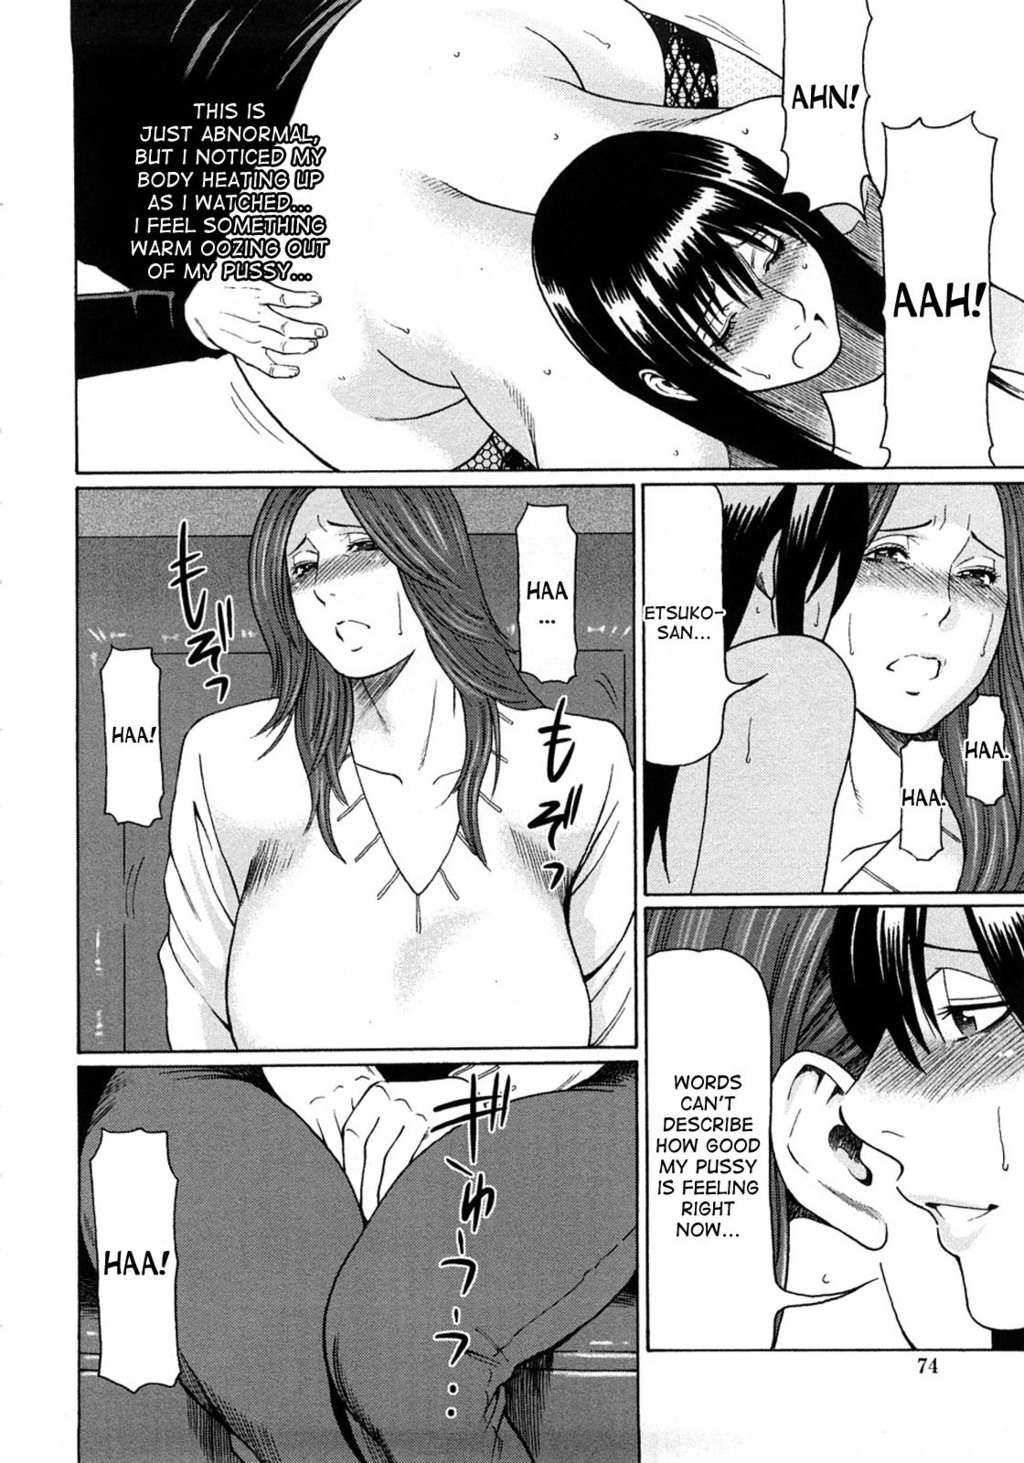 AHN!
AAH!
THIS IS
JUST ABNORMAL,
BUT I NOTICED MY
BODY HEATING UP
AS I WATCHED...
I FEEL SOMETHING
WARM OOZING OUT
OF MY PUSSY...
ETSUKO-
SAN...
HAA.
HAA.
HAA
...
HAA!
もぞっ
もぞっ
WORDS
CAN'T
DESCRIBE
HOW GOOD
MY PUSSY
IS FEELING
RIGHT
NOW...
ぎゅうっっ…
HAA!
74